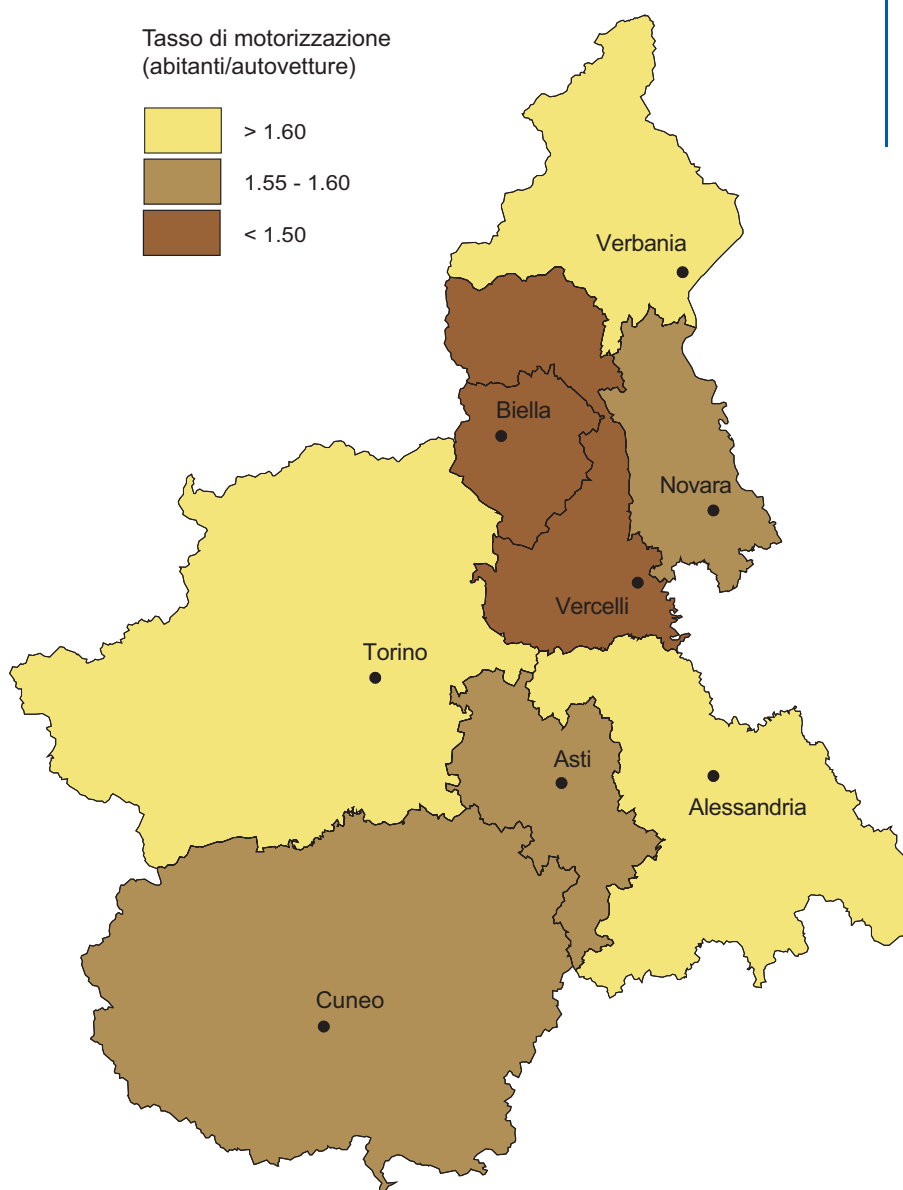 Tasso di motorizzazione
(abitanti/autovetture)
> 1.60
1.55 - 1.60
< 1.50
Verbania
Biella
Novara
Vercelli
Torino
Asti
Alessandria
Cuneo